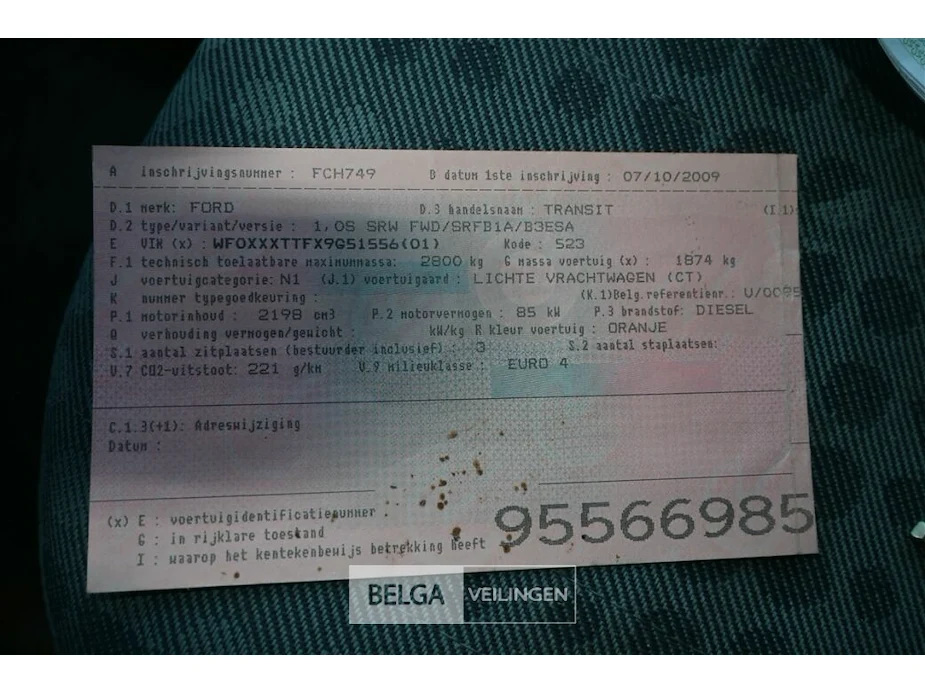 A inschrijvingsnummer : FCH749 B datum 1ste inschrijving : 07/10/2009
D.1 merk: FORD D.3 handelsnaam : TRANSIT (I.1):
D.2 type/variant/versie : 1,0S SRW FWD/SRFB1A/B3ESA
E VIN (x) : WF0XXXTTFX9G51556(01) Kode : 523
F.1 technisch toelaatbare maximummassa: 2800 kg G massa voertuig (x) : 1874 kg
J voertuigcategorie: N1 (J.1) voertuigaard : LICHTE VRACHTWAGEN (CT)
K nummer typegoedkeuring : (K.1)Belg.referentienr.:
P.1 motorinhoud : 2198 cm3 P.2 motorvermogen : 85 kW P.3 brandstof: DIESEL
Q verhouding vermogen/gewicht : kW/kg R kleur voertuig : ORANJE
S.1 aantal zitplaatsen (bestuurder inclusief) : 3 S.2 aantal staplaatsen:
V.7 CO2-uitstoot: 221 g/km V.9 milieuklasse : EURO 4
C.1.3(+1): Adreswijziging
Datum :
(x) E : voertuigidentificatienummer
G : in rijklare toestand
I : waarop het kentekenbewijs betrekking heeft
95566985
BELGA VEILINGEN